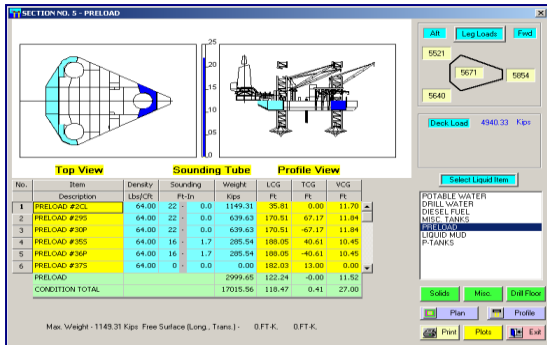 SECTION NO. 5 - PRELOAD
.25
.20
.15
.10
.05
.0
Top View
Sounding Tube
Profile View
Aft
Leg Loads
Fwd
5521
5671
5854
5640
Deck Load 4940.33 Kips
Select Liquid Item
POTABLE WATER
DRILL WATER
DIESEL FUEL
MISC. TANKS
PRELOAD
LIQUID MUD
P-TANKS
No. Item Density Sounding Weight LCG TCG VCG
Description Lbs/Cft Ft-In Kips Ft Ft Ft
1 PRELOAD #2CL 64.00 22 - 0.0 1149.31 35.81 0.00 11.70
2 PRELOAD #29S 64.00 22 - 0.0 639.63 170.51 67.17 11.84
3 PRELOAD #30P 64.00 22 - 0.0 639.63 170.51 -67.17 11.84
4 PRELOAD #35S 64.00 16 - 1.7 285.54 188.05 40.61 10.45
5 PRELOAD #36P 64.00 16 - 1.7 285.54 188.05 -40.61 10.45
6 PRELOAD #37S 64.00 0 - 0.0 0.00 182.03 13.00 0.00
PRELOAD 2999.65 122.24 -0.00 11.52
CONDITION TOTAL 17015.56 118.47 0.41 27.00
Max. Weight - 1149.31 Kips Free Surface (Long., Trans.) - 0.FT-K, 0.FT-K.
Solids
Misc.
Drill Floor
Plan
Profile
Print
Plots
Exit